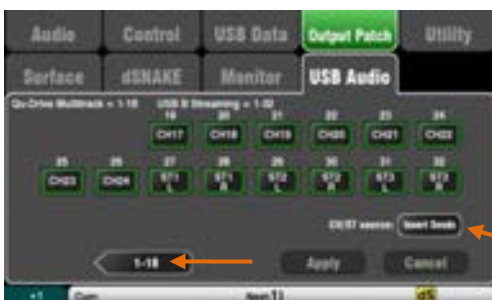 Audio Control USB Data Output Patch Utility
Surface dSNAKE Monitor USB Audio
Qu-Drive Multitrack = 1-18 USB B Streaming = 1-32
19 20 21 22 23 24
CH17 CH18 CH19 CH20 CH21 CH22
25 26 27 28 29 30 31 32
CH23 CH24 ST1 L ST1 R ST2 L ST2 R ST3 L ST3 R
CH/ST source: Insert Sends
1-18 Apply Cancel